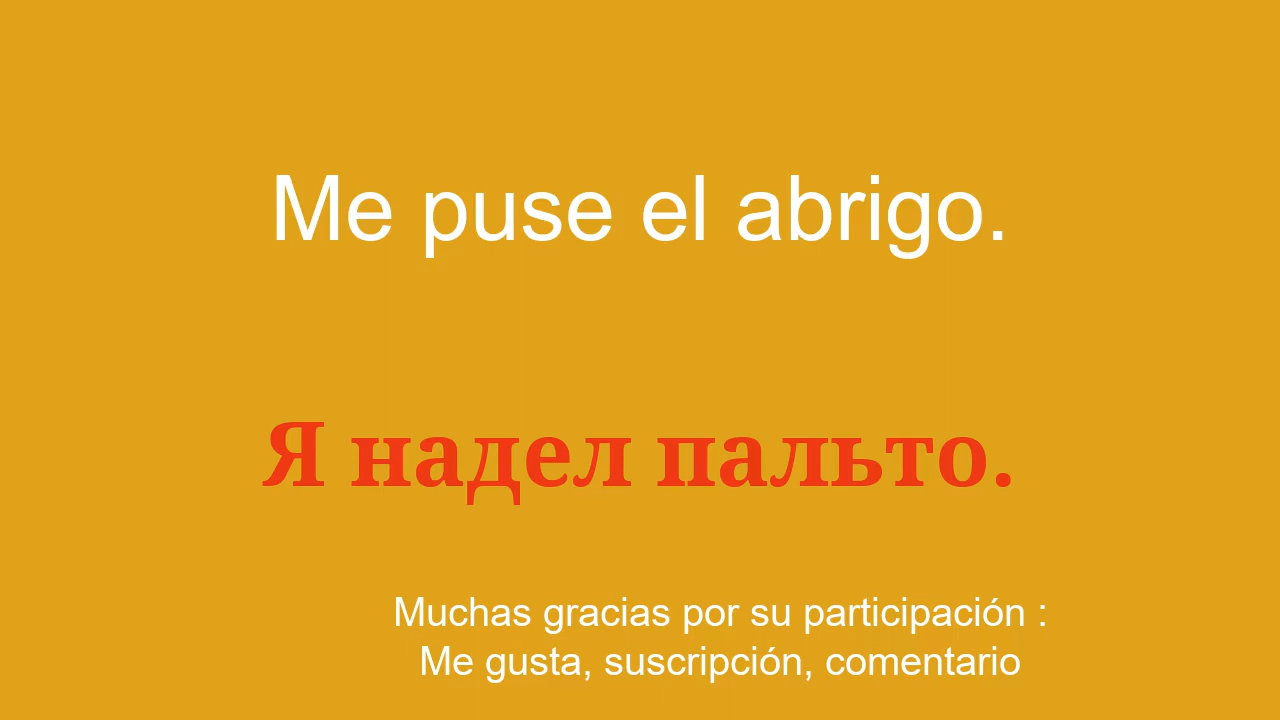 Me puse el abrigo.
Я надел пальто.
Muchas gracias por su participación :
Me gusta, suscripción, comentario